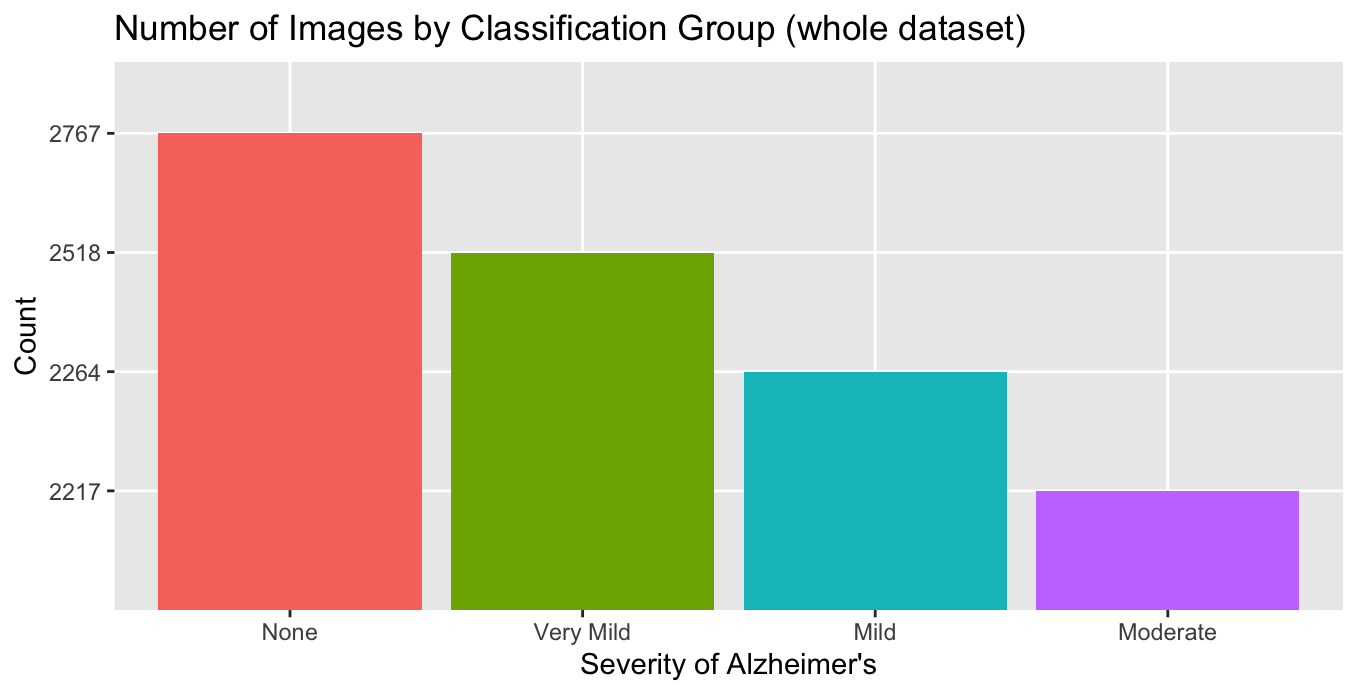 Number of Images by Classification Group (whole dataset)
Count
2767
2518
2264
2217
None
Very Mild
Mild
Moderate
Severity of Alzheimer's